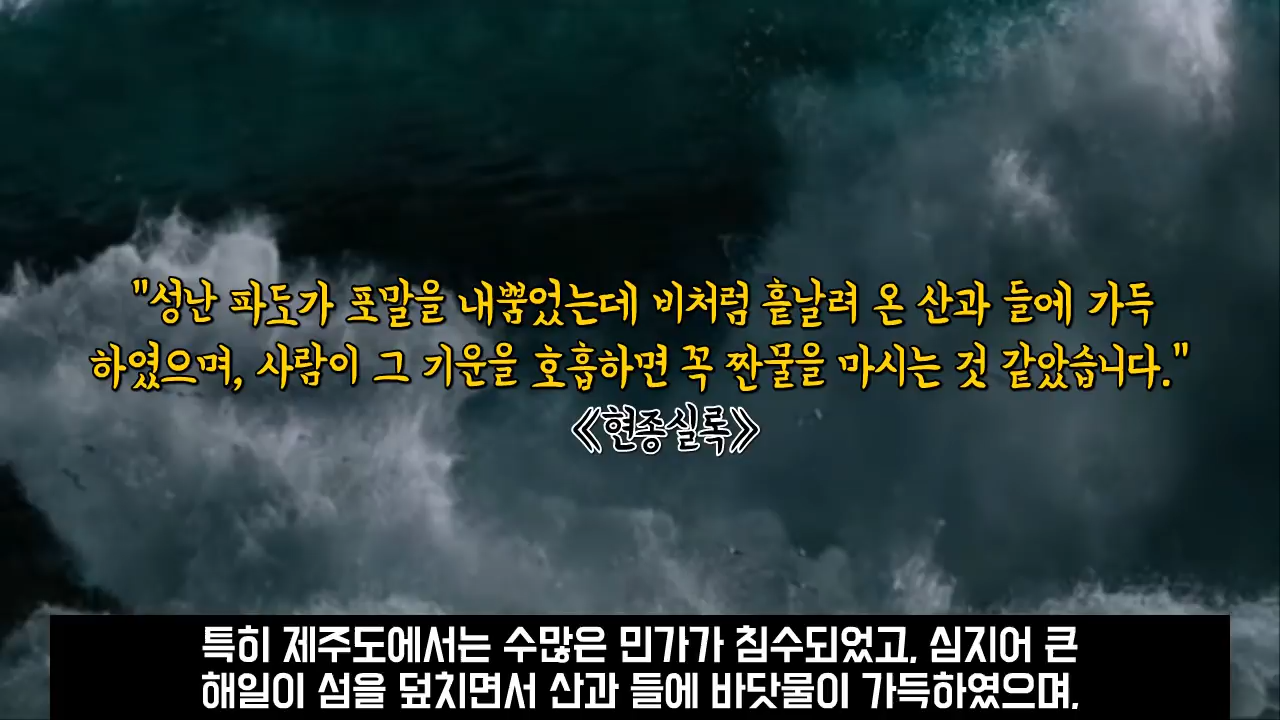 "성난 파도가 포말을 내뿜었는데 비처럼 흩날려 온 산과 들에 가득
하였으며, 사람이 그 기운을 호흡하면 꼭 짠물을 마시는 것 같았습니다."
《현종실록》
특히 제주도에서는 수많은 민가가 침수되었고, 심지어 큰
해일이 섬을 덮치면서 산과 들에 바닷물이 가득하였으며,